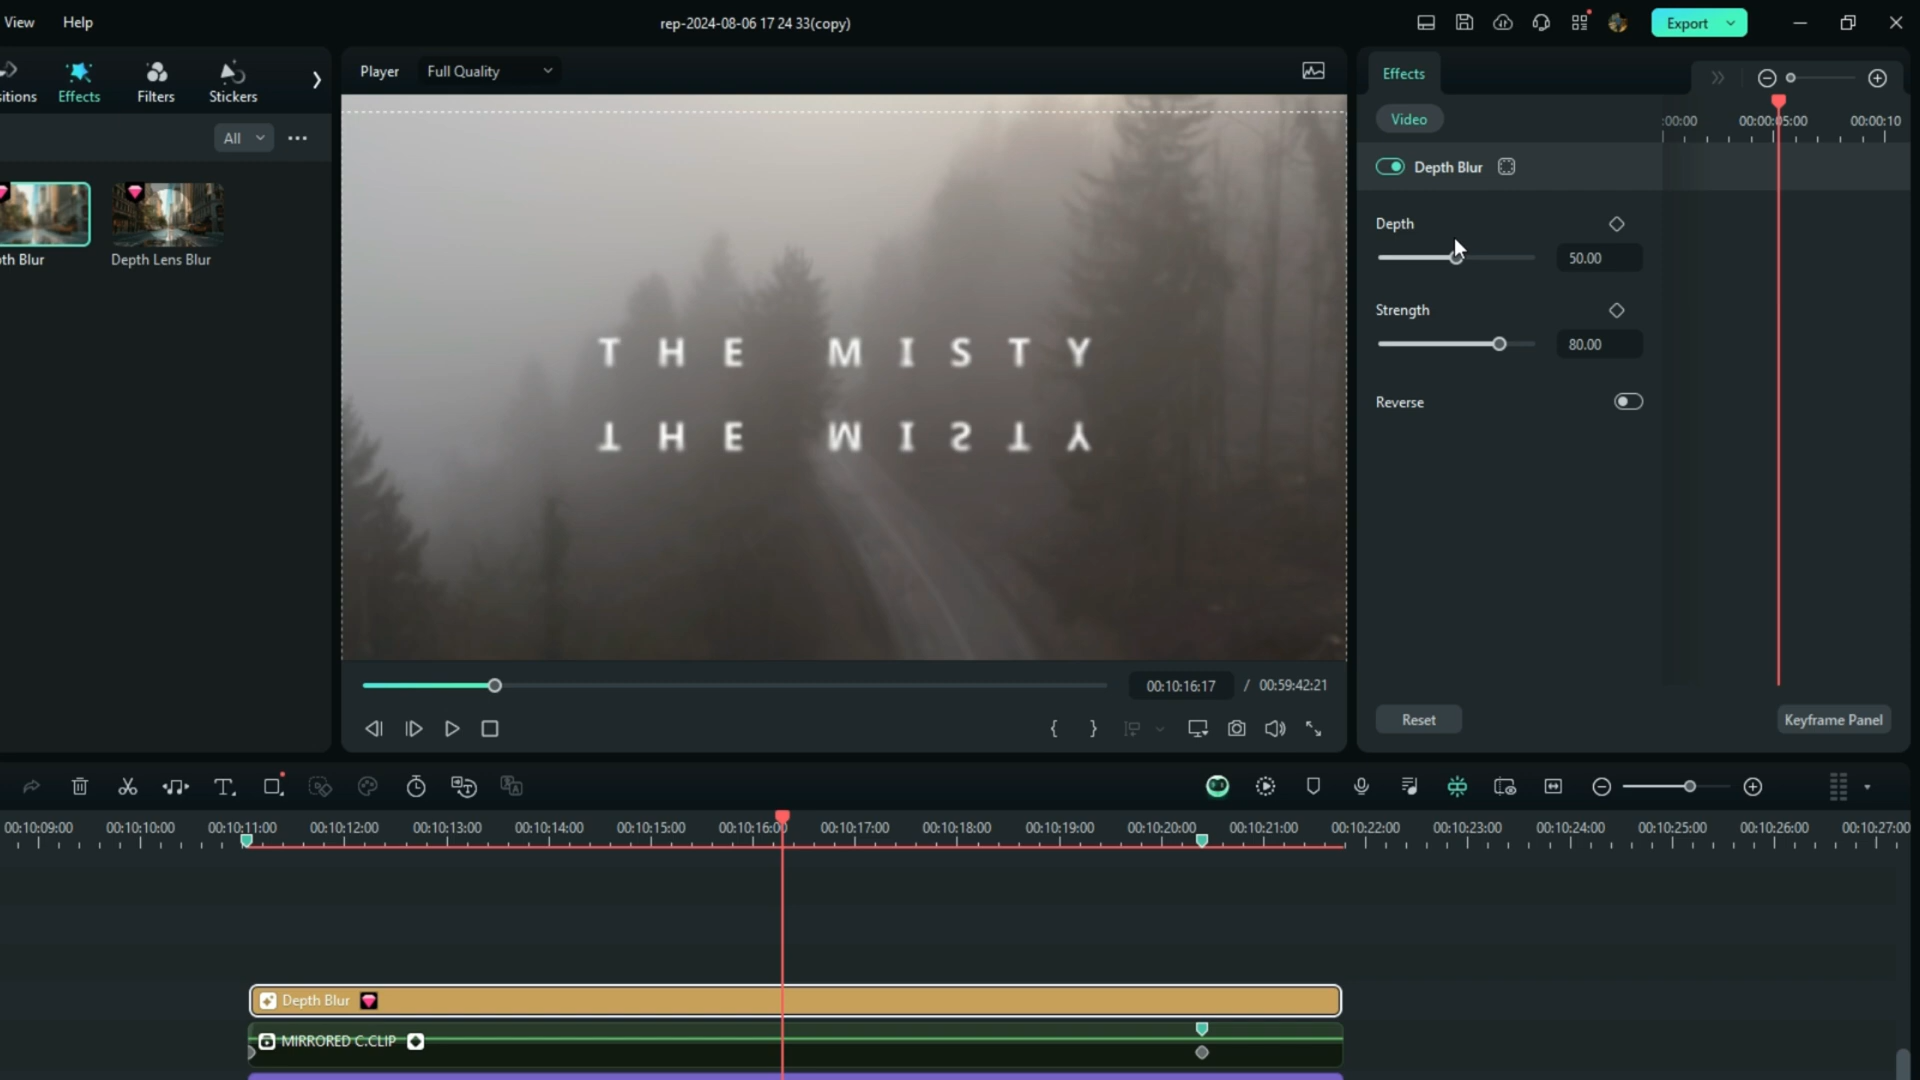 View Help
rep-2024-08-06 17 24 33(copy)
Export
itions Effects Filters Stickers
All
th Blur
Depth Lens Blur
Player Full Quality
THE MISTY
THE MISTY
00:10:16:17 / 00:59:42:21
Effects
Video
:00:00 00:00:05:00 00:00:10
Depth Blur
Depth
50.00
Strength
80.00
Reverse
Reset
Keyframe Panel
00:10:09:00 00:10:10:00 00:10:11:00 00:10:12:00 00:10:13:00 00:10:14:00 00:10:15:00 00:10:16:00 00:10:17:00 00:10:18:00 00:10:19:00 00:10:20:00 00:10:21:00 00:10:22:00 00:10:23:00 00:10:24:00 00:10:25:00 00:10:26:00 00:10:27:00
Depth Blur
MIRRORED C.CLIP